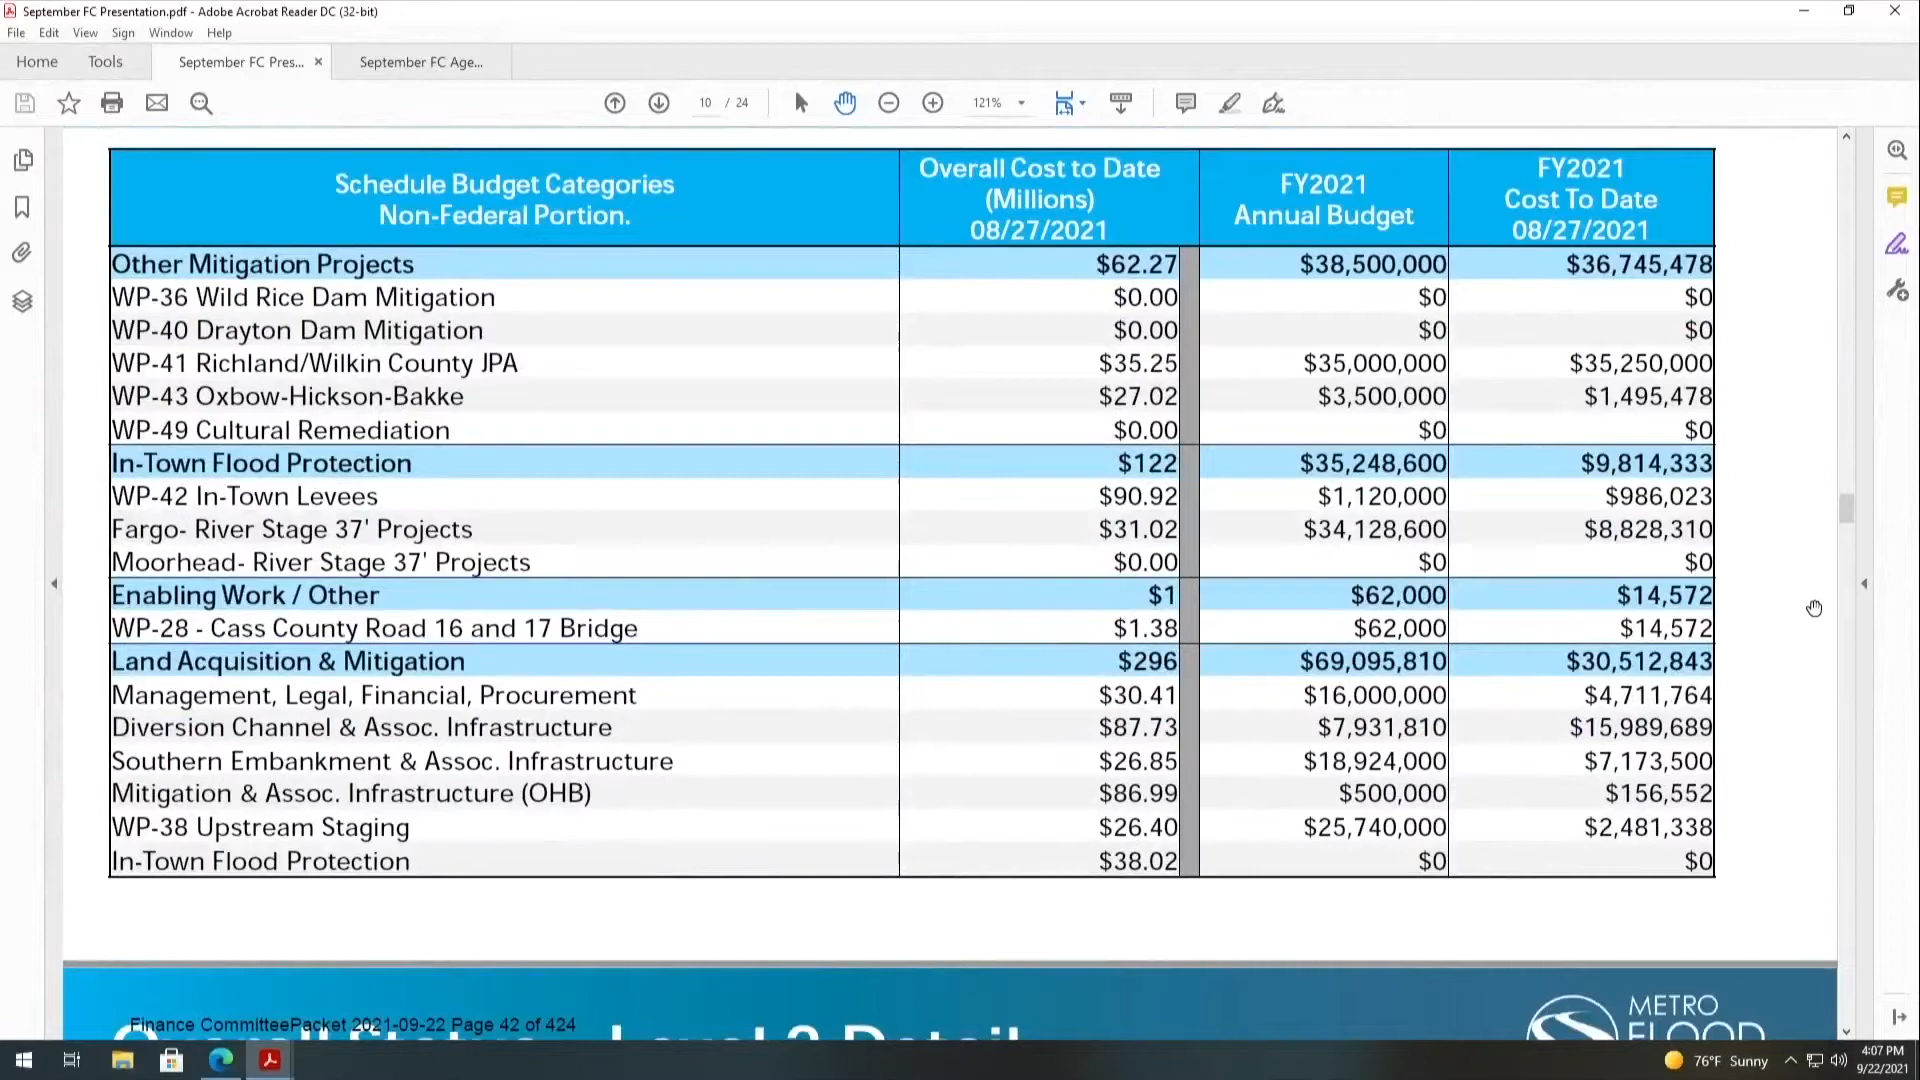 September FC Presentation.pdf - Adobe Acrobat Reader DC (32-bit)
File Edit View Sign Window Help
Home Tools September FC Pres... × September FC Age...
10 / 24 121%
Schedule Budget Categories
Non-Federal Portion.
Overall Cost to Date
(Millions)
08/27/2021
FY2021
Annual Budget
FY2021
Cost To Date
08/27/2021
Other Mitigation Projects $62.27 $38,500,000 $36,745,478
WP-36 Wild Rice Dam Mitigation $0.00 $0 $0
WP-40 Drayton Dam Mitigation $0.00 $0 $0
WP-41 Richland/Wilkin County JPA $35.25 $35,000,000 $35,250,000
WP-43 Oxbow-Hickson-Bakke $27.02 $3,500,000 $1,495,478
WP-49 Cultural Remediation $0.00 $0 $0
In-Town Flood Protection $122 $35,248,600 $9,814,333
WP-42 In-Town Levees $90.92 $1,120,000 $986,023
Fargo- River Stage 37' Projects $31.02 $34,128,600 $8,828,310
Moorhead- River Stage 37' Projects $0.00 $0 $0
Enabling Work / Other $1 $62,000 $14,572
WP-28 - Cass County Road 16 and 17 Bridge $1.38 $62,000 $14,572
Land Acquisition & Mitigation $296 $69,095,810 $30,512,843
Management, Legal, Financial, Procurement $30.41 $16,000,000 $4,711,764
Diversion Channel & Assoc. Infrastructure $87.73 $7,931,810 $15,989,689
Southern Embankment & Assoc. Infrastructure $26.85 $18,924,000 $7,173,500
Mitigation & Assoc. Infrastructure (OHB) $86.99 $500,000 $156,552
WP-38 Upstream Staging $26.40 $25,740,000 $2,481,338
In-Town Flood Protection $38.02 $0 $0
Finance CommitteePacket 2021-09-22 Page 42 of 424
METRO
FLOOD
76°F Sunny
4:07 PM
9/22/2021